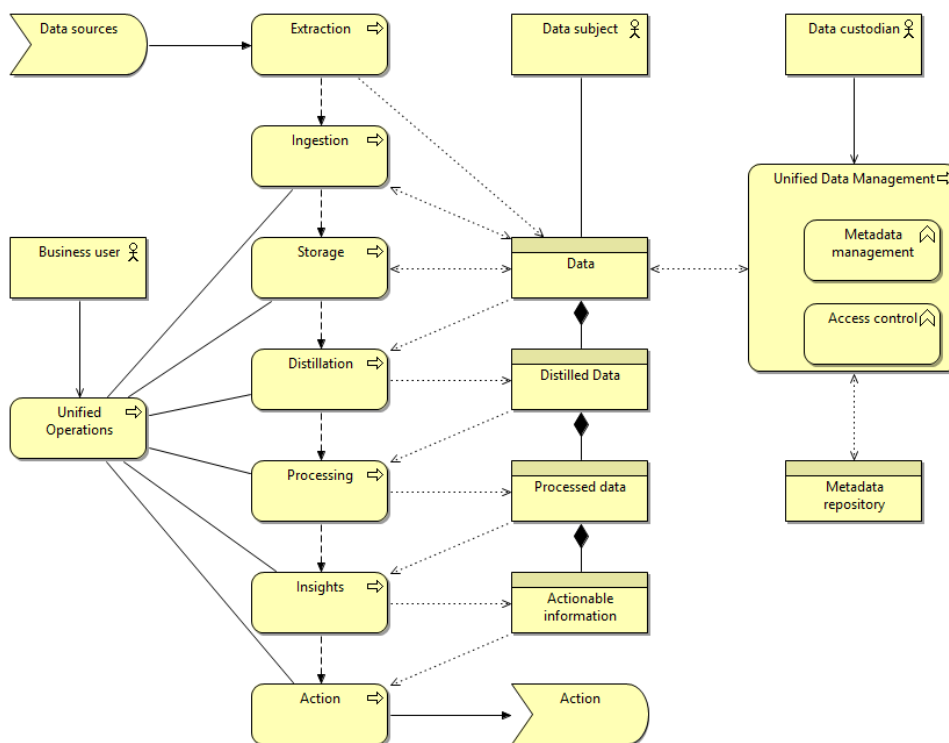 Data sources
Extraction
Data subject
Data custodian
Ingestion
Unified Data Management
Metadata
management
Business user
Storage
Data
Access control
Distillation
Distilled Data
Unified
Operations
Processing
Processed data
Metadata
repository
Insights
Actionable
information
Action
Action